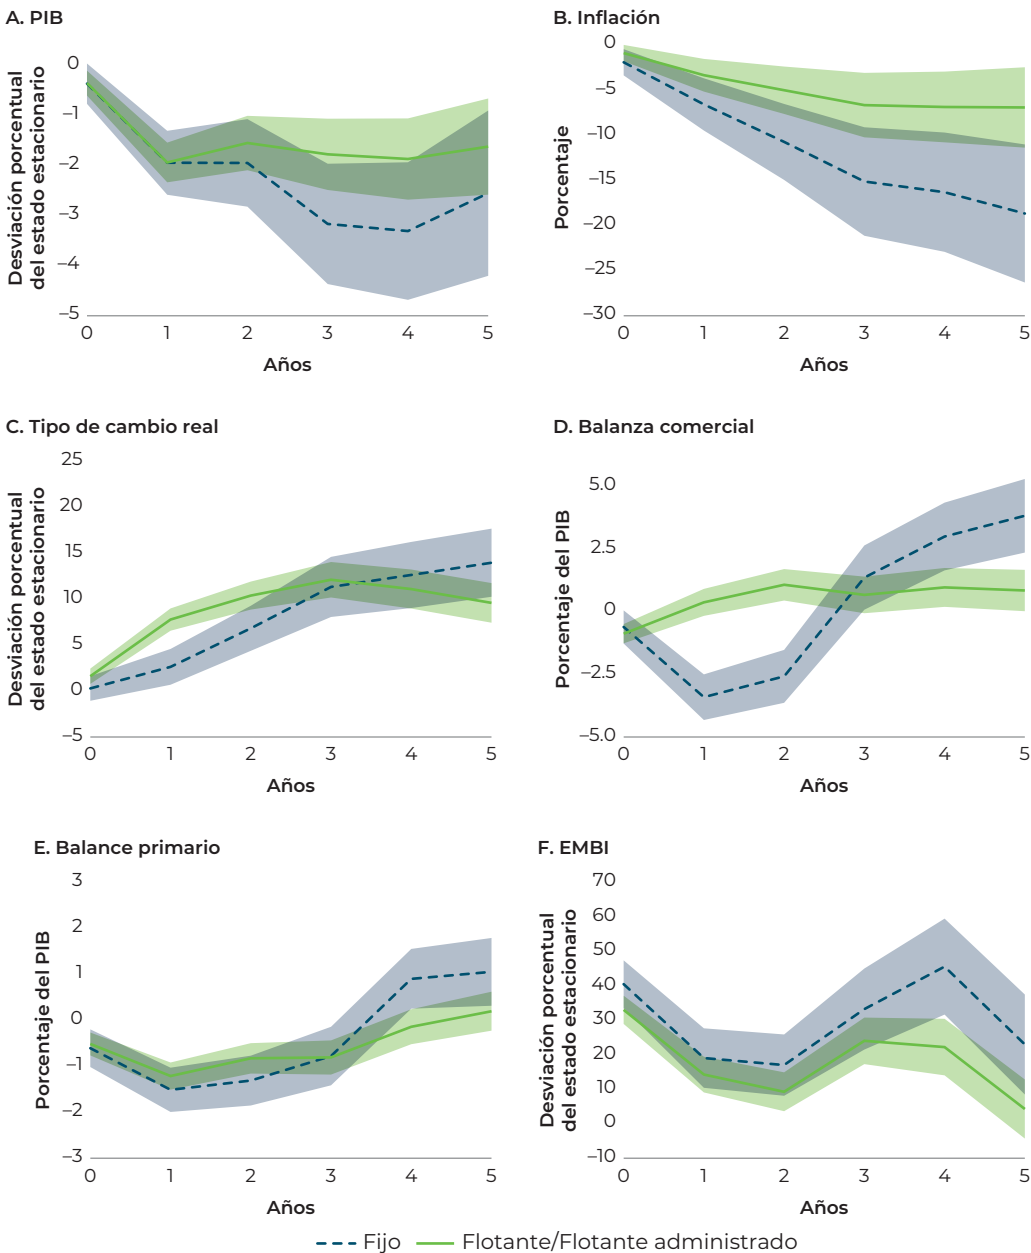 A. PIB
Desviación porcentual
del estado estacionario
0
–1
–2
–3
–4
–5
0 1 2 3 4 5
Años
B. Inflación
Porcentaje
0
–5
–10
–15
–20
–25
–30
0 1 2 3 4 5
Años
C. Tipo de cambio real
Desviación porcentual
del estado estacionario
25
20
15
10
5
0
–5
0 1 2 3 4 5
Años
D. Balanza comercial
Porcentaje del PIB
5.0
2.5
0
–2.5
–5.0
0 1 2 3 4 5
Años
E. Balance primario
Porcentaje del PIB
3
2
1
0
–1
–2
–3
0 1 2 3 4 5
Años
F. EMBI
Desviación porcentual
del estado estacionario
70
60
50
40
30
20
10
0
–10
0 1 2 3 4 5
Años
Fijo Flotante/Flotante administrado